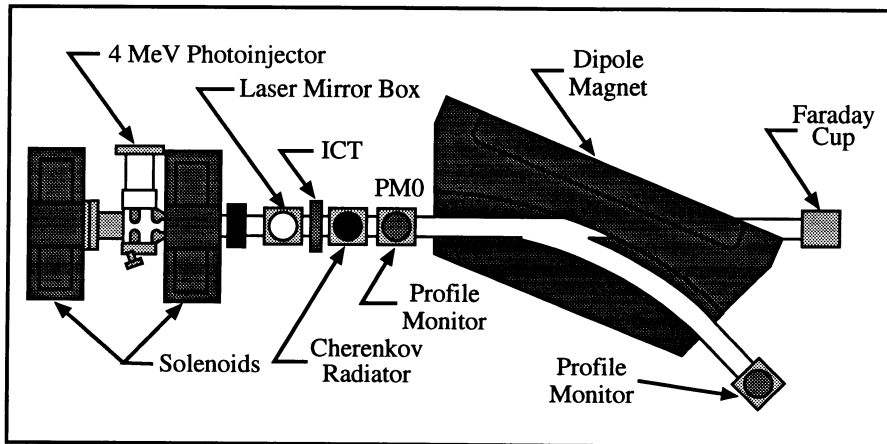 4 MeV Photoinjector
Laser Mirror Box
ICT
PM0
Dipole
Magnet
Faraday
Cup
Solenoids
Cherenkov
Radiator
Profile
Monitor
Profile
Monitor